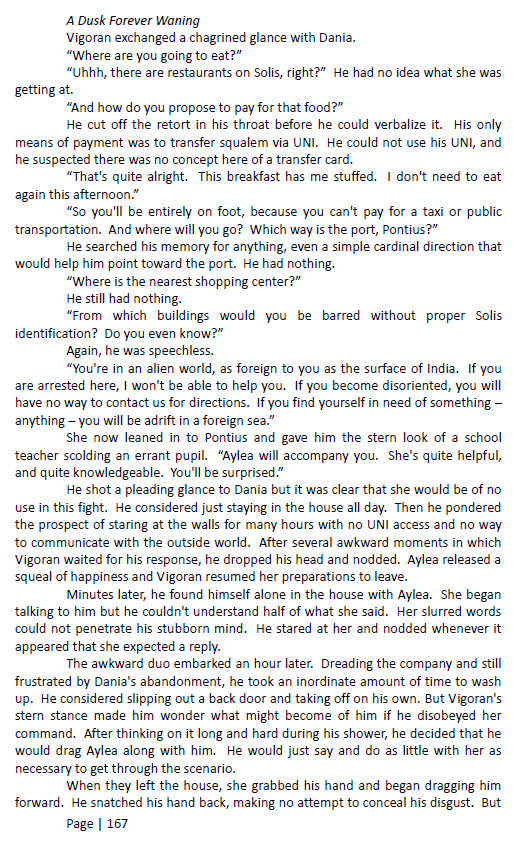 A Dusk Forever Waning
Vigoran exchanged a chagrined glance with Dania.
“Where are you going to eat?”
“Uhhh, there are restaurants on Solis, right?”  He had no idea what she was
getting at.
“And how do you propose to pay for that food?”
He cut off the retort in his throat before he could verbalize it.  His only
means of payment was to transfer squalem via UNI.  He could not use his UNI, and
he suspected there was no concept here of a transfer card.
“That's quite alright.  This breakfast has me stuffed.  I don't need to eat
again this afternoon.”
“So you'll be entirely on foot, because you can't pay for a taxi or public
transportation.  And where will you go?  Which way is the port, Pontius?”
He searched his memory for anything, even a simple cardinal direction that
would help him point toward the port.  He had nothing.
“Where is the nearest shopping center?”
He still had nothing.
“From which buildings would you be barred without proper Solis
identification?  Do you even know?”
Again, he was speechless.
“You're in an alien world, as foreign to you as the surface of India.  If you
are arrested here, I won't be able to help you.  If you become disoriented, you will
have no way to contact us for directions.  If you find yourself in need of something –
anything – you will be adrift in a foreign sea.”
She now leaned in to Pontius and gave him the stern look of a school
teacher scolding an errant pupil.  “Aylea will accompany you.  She's quite helpful,
and quite knowledgeable.  You'll be surprised.”
He shot a pleading glance to Dania but it was clear that she would be of no
use in this fight.  He considered just staying in the house all day.  Then he pondered
the prospect of staring at the walls for many hours with no UNI access and no way
to communicate with the outside world.  After several awkward moments in which
Vigoran waited for his response, he dropped his head and nodded.  Aylea released a
squeal of happiness and Vigoran resumed her preparations to leave.
Minutes later, he found himself alone in the house with Aylea.  She began
talking to him but he couldn't understand half of what she said.  Her slurred words
could not penetrate his stubborn mind.  He stared at her and nodded whenever it
appeared that she expected a reply.
The awkward duo embarked an hour later.  Dreading the company and still
frustrated by Dania's abandonment, he took an inordinate amount of time to wash
up.  He considered slipping out a back door and taking off on his own. But Vigoran's
stern stance made him wonder what might become of him if he disobeyed her
command.  After thinking on it long and hard during his shower, he decided that he
would drag Aylea along with him.  He would just say and do as little with her as
necessary to get through the scenario.
When they left the house, she grabbed his hand and began dragging him
forward.  He snatched his hand back, making no attempt to conceal his disgust.  But
Page | 167